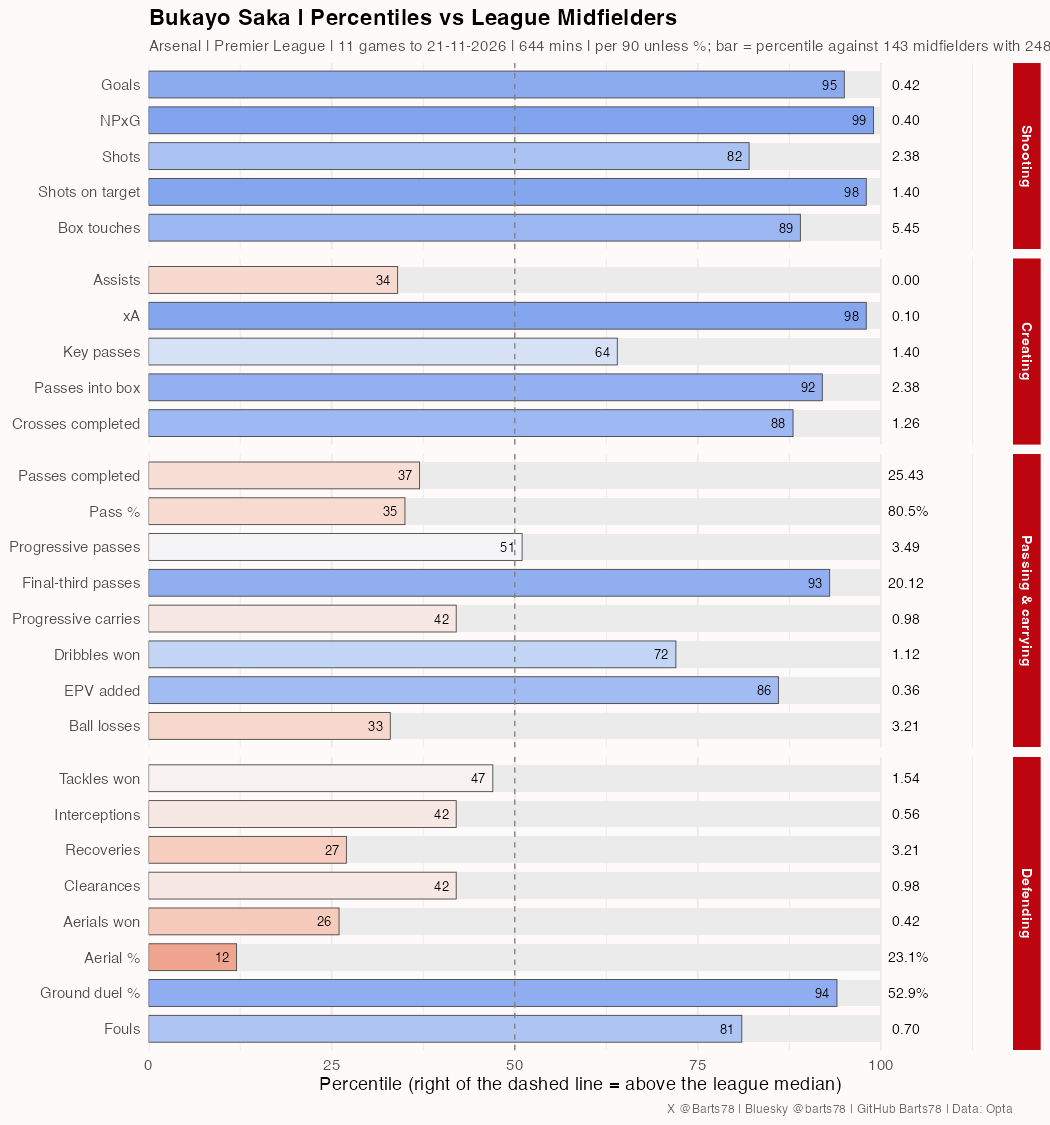 Bukayo Saka | Percentiles vs League Midfielders
Arsenal | Premier League | 11 games to 21-11-2026 | 644 mins | per 90 unless %; bar = percentile against 143 midfielders with 248
Goals 95 0.42
NPxG 99 0.40
Shots 82 2.38
Shots on target 98 1.40
Box touches 89 5.45
Shooting
Assists 34 0.00
xA 98 0.10
Key passes 64 1.40
Passes into box 92 2.38
Crosses completed 88 1.26
Creating
Passes completed 37 25.43
Pass % 35 80.5%
Progressive passes 51 3.49
Final-third passes 93 20.12
Progressive carries 42 0.98
Dribbles won 72 1.12
EPV added 86 0.36
Ball losses 33 3.21
Passing & carrying
Tackles won 47 1.54
Interceptions 42 0.56
Recoveries 27 3.21
Clearances 42 0.98
Aerials won 26 0.42
Aerial % 12 23.1%
Ground duel % 94 52.9%
Fouls 81 0.70
Defending
0 25 50 75 100
Percentile (right of the dashed line = above the league median)
X @Barts78 | Bluesky @barts78 | GitHub Barts78 | Data: Opta